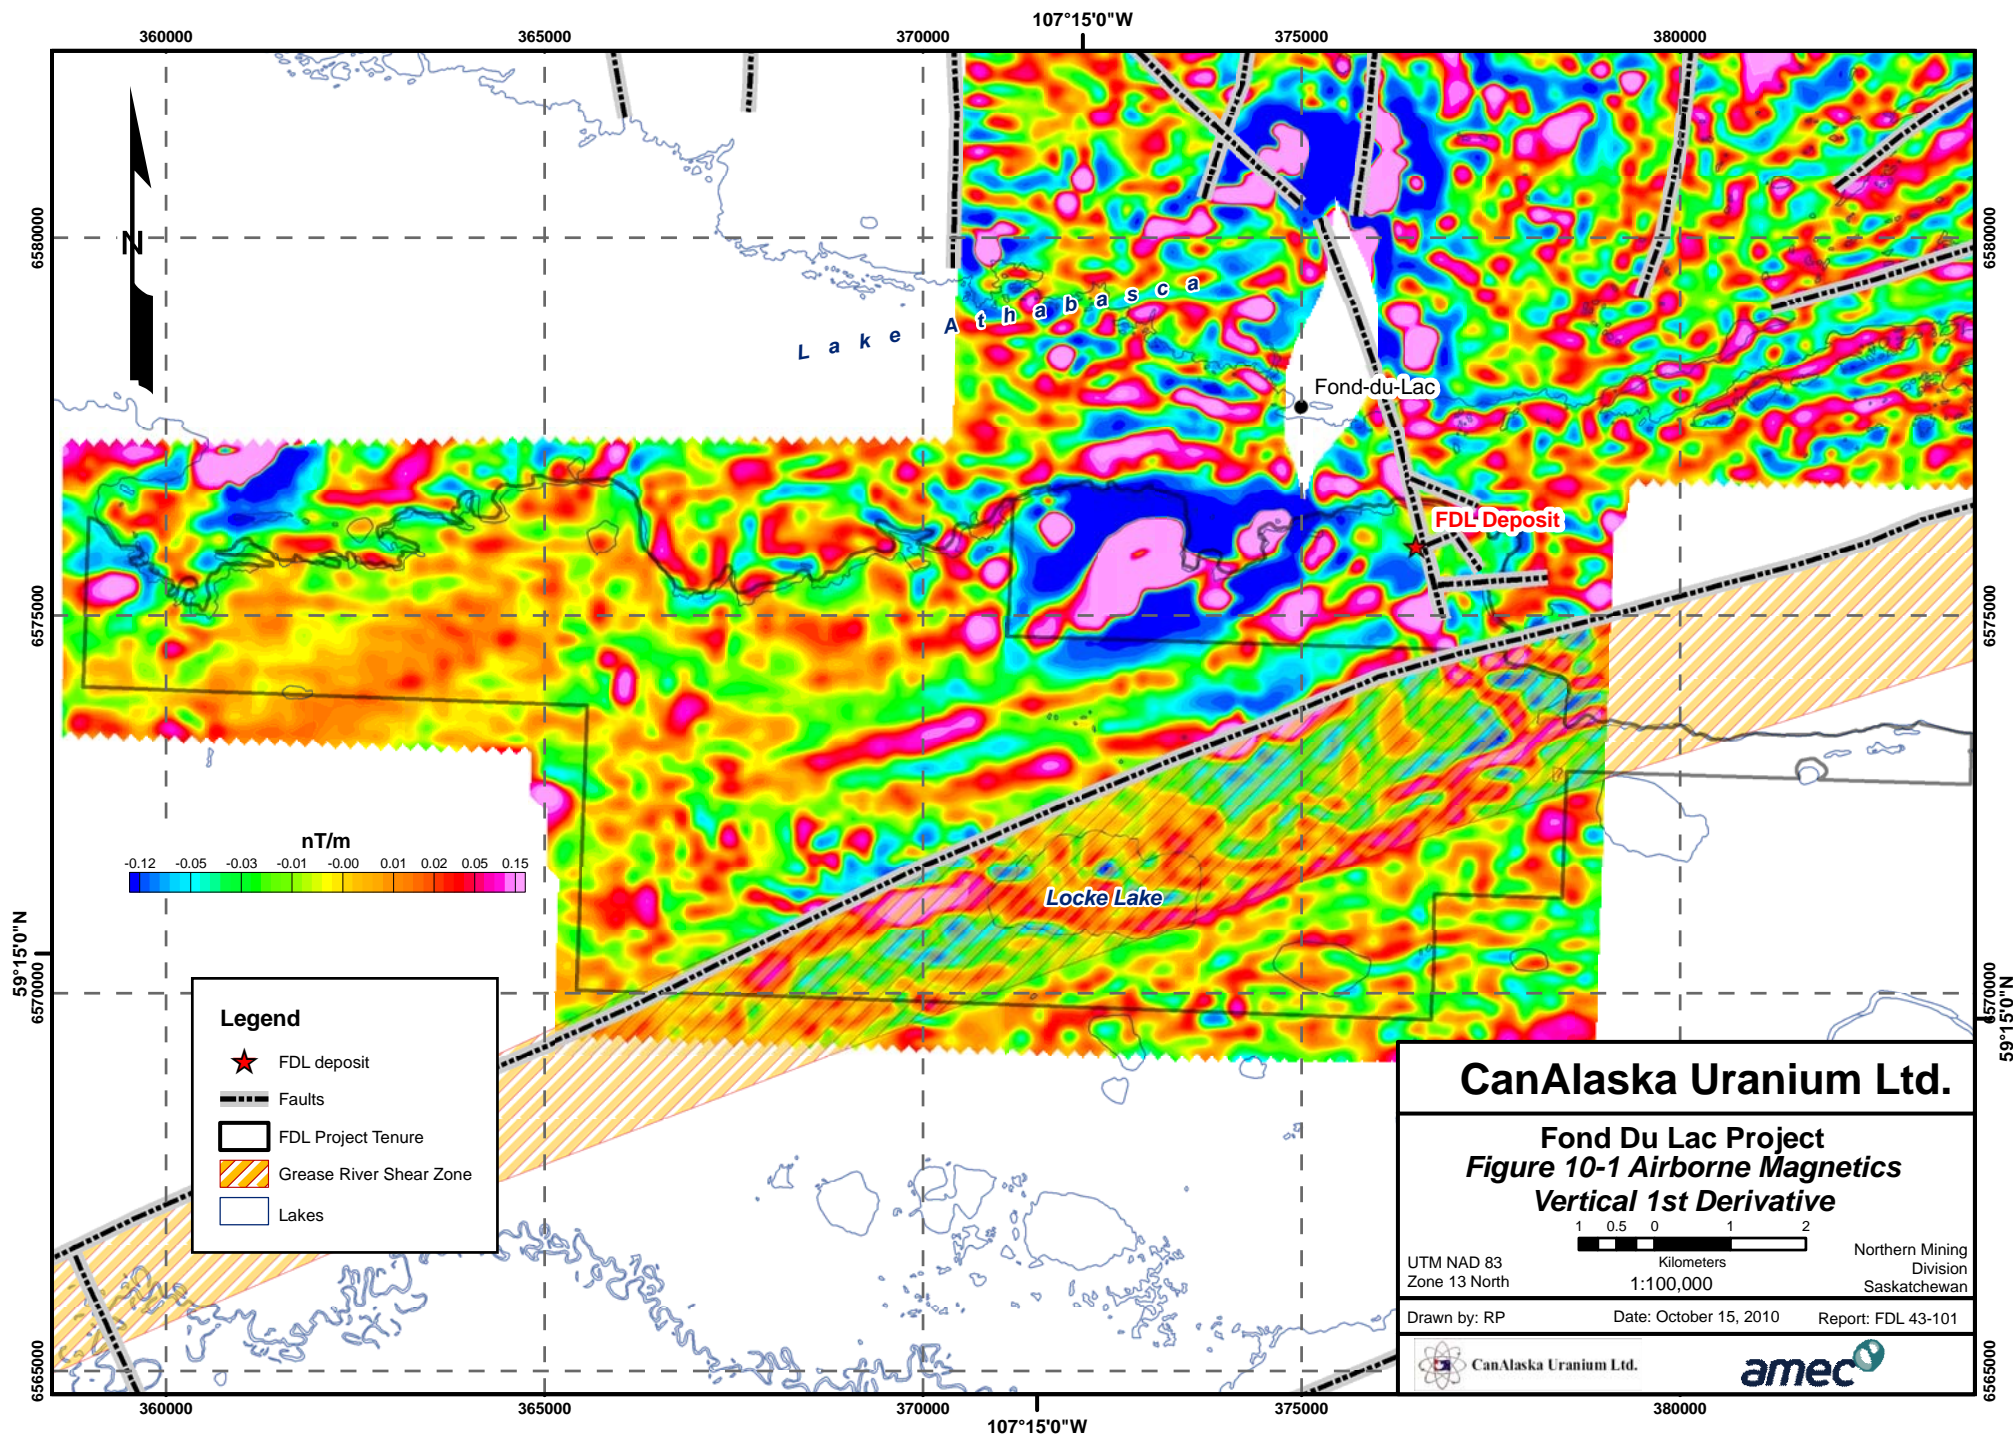 107°15'0"W
360000 365000 370000 375000 380000
N
6580000
6580000
Lake Athabasca
Fond-du-Lac
FDL Deposit
6575000
6575000
nT/m
-0.12 -0.05 -0.03 -0.01 -0.00 0.01 0.02 0.05 0.15
Locke Lake
59°15'0"N
6570000
6570000
59°15'0"N
Legend
FDL deposit
Faults
FDL Project Tenure
Grease River Shear Zone
Lakes
CanAlaska Uranium Ltd.
Fond Du Lac Project
Figure 10-1 Airborne Magnetics
Vertical 1st Derivative
1 0.5 0 1 2
Kilometers
1:100,000
UTM NAD 83
Zone 13 North
Northern Mining
Division
Saskatchewan
Drawn by: RP Date: October 15, 2010 Report: FDL 43-101
CanAlaska Uranium Ltd.
amec
6565000
6565000
360000 365000 370000 375000 380000
107°15'0"W